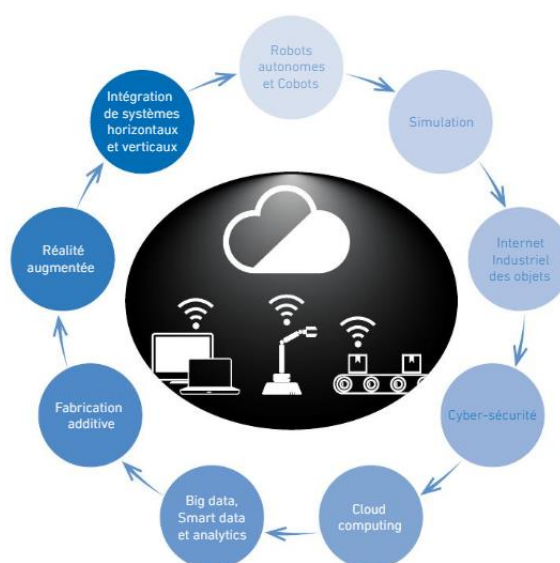 Robots
autonomes
et Cobots
Simulation
Internet
Industriel
des objets
Cyber-sécurité
Cloud
computing
Big data,
Smart data
et analytics
Fabrication
additive
Réalité
augmentée
Intégration
de systèmes
horizontaux
et verticaux